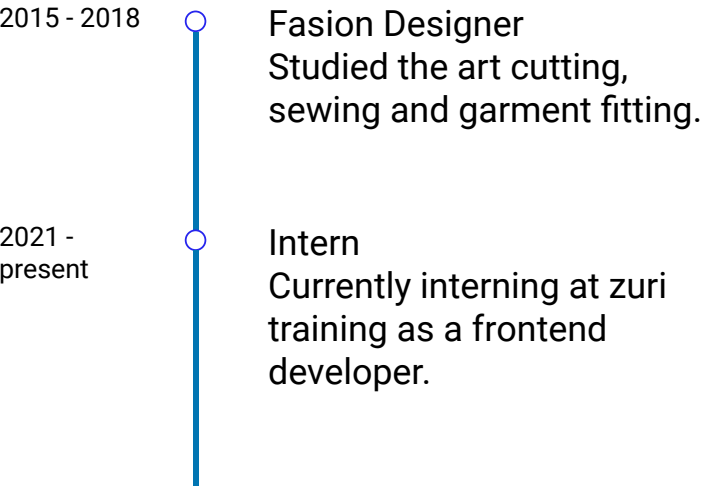 2015 - 2018
Fasion Designer
Studied the art cutting,
sewing and garment fitting.
2021 -
present
Intern
Currently interning at zuri
training as a frontend
developer.